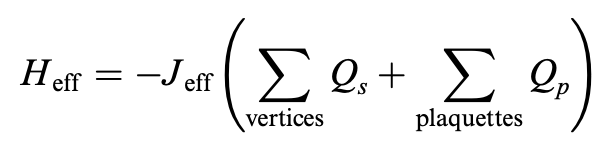 H_eff = −J_eff ( ∑_vertices Q_s + ∑_plaquettes Q_p )